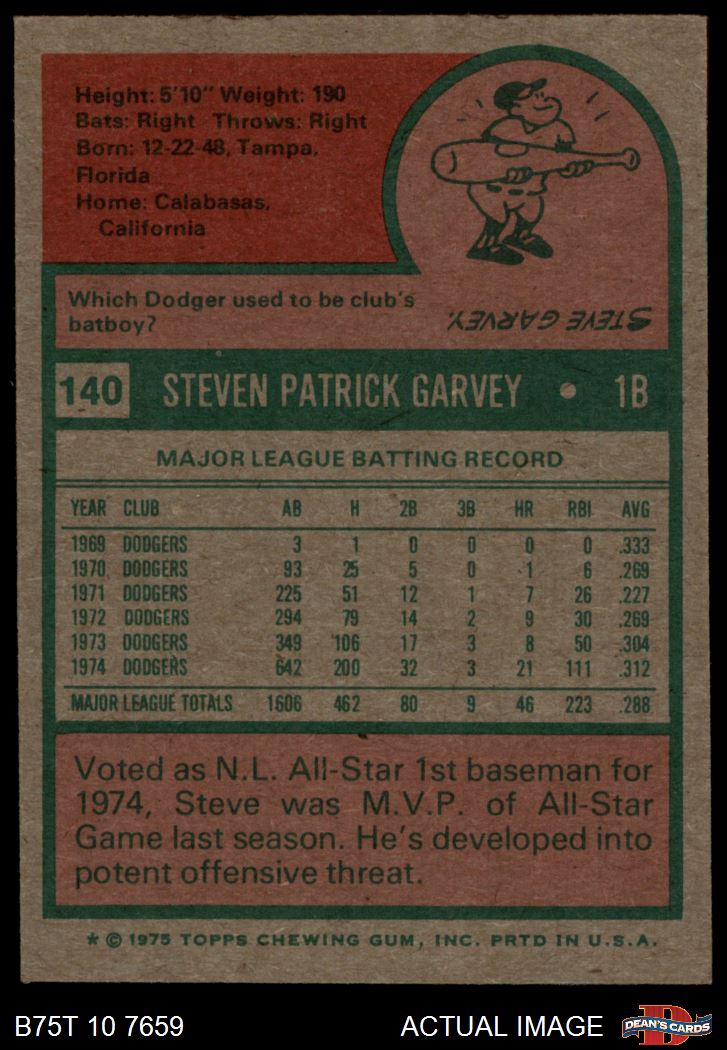 Height: 5'10" Weight: 190
Bats: Right Throws: Right
Born: 12-22-48, Tampa,
Florida
Home: Calabasas,
California
Which Dodger used to be club's
batboy?
STEVE GARVEY.
140 STEVEN PATRICK GARVEY • 1B
MAJOR LEAGUE BATTING RECORD
YEAR CLUB AB H 2B 3B HR RBI AVG
1969 DODGERS 3 1 0 0 0 0 .333
1970 DODGERS 93 25 5 0 1 6 .269
1971 DODGERS 225 51 12 1 7 26 .227
1972 DODGERS 294 79 14 2 9 30 .269
1973 DODGERS 349 106 17 3 8 50 .304
1974 DODGERS 642 200 32 3 21 111 .312
MAJOR LEAGUE TOTALS 1606 462 80 9 46 223 .288
Voted as N.L. All-Star 1st baseman for
1974, Steve was M.V.P. of All-Star
Game last season. He's developed into
potent offensive threat.
* © 1975 TOPPS CHEWING GUM, INC. PRTD IN U.S.A.
B75T 10 7659 ACTUAL IMAGE D DEAN'S CARDS